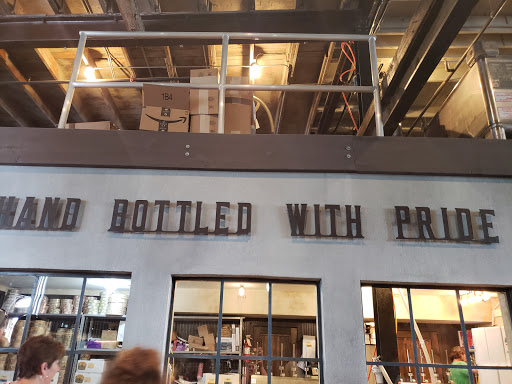 184
HAND BOTTLED WITH PRIDE